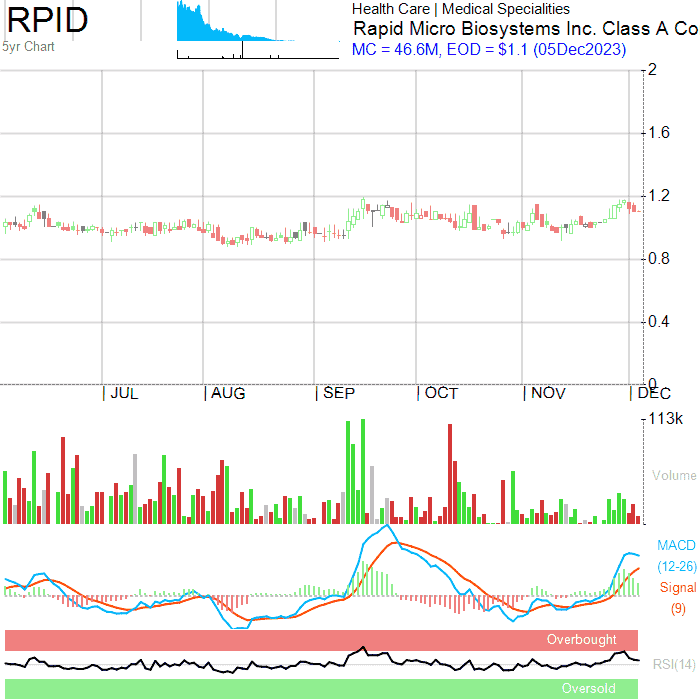 RPID
5yr Chart
Health Care | Medical Specialities
Rapid Micro Biosystems Inc. Class A Co
MC = 46.6M, EOD = $1.1 (05Dec2023)
2
1.6
1.2
0.8
0.4
0
JUL AUG SEP OCT NOV DEC
113k
Volume
MACD
(12-26)
Signal
(9)
Overbought
RSI(14)
Oversold